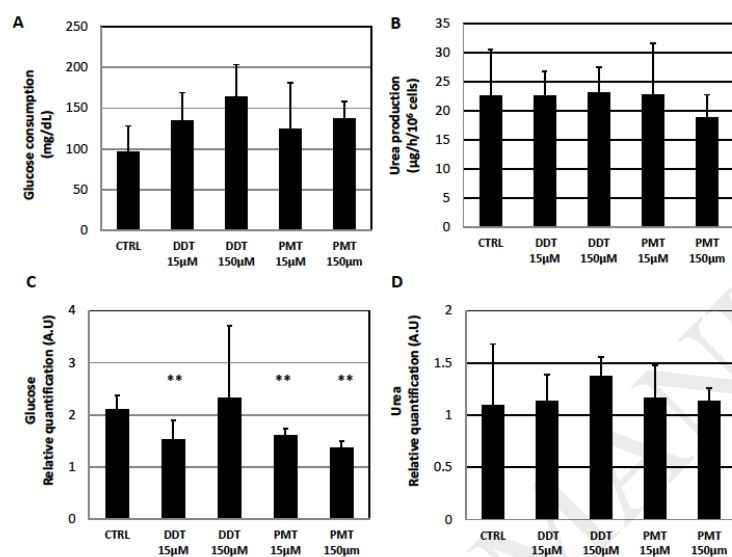 A
Glucose consumption
(mg/dL)
250
200
150
100
50
0
CTRL
DDT
15µM
DDT
150µM
PMT
15µM
PMT
150µm
B
Urea production
(µg/h/10⁶ cells)
35
30
25
20
15
10
5
0
CTRL
DDT
15µM
DDT
150µM
PMT
15µM
PMT
150µm
C
Glucose
Relative quantification (A.U)
4
3
2
1
0
**
**
**
CTRL
DDT
15µM
DDT
150µM
PMT
15µM
PMT
150µm
D
Urea
Relative quantification (A.U)
2
1.5
1
0.5
0
CTRL
DDT
15µM
DDT
150µM
PMT
15µM
PMT
150µm